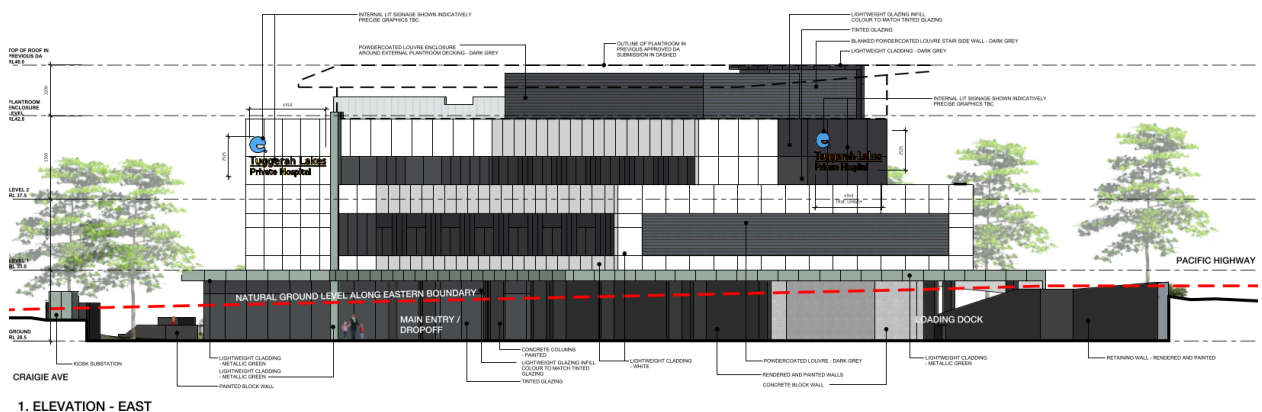 INTERNAL LIT SIGNAGE SHOWN INDICATIVELY
PRECISE GRAPHICS TBC
LIGHTWEIGHT GLAZING INFILL
COLOUR TO MATCH TINTED GLAZING
TINTED GLAZING
BLANKED POWDERCOATED LOUVRE STAIR SIDE WALL - DARK GREY
LIGHTWEIGHT CLADDING - DARK GREY
POWDERCOATED LOUVRE ENCLOSURE
AROUND EXTERNAL PLANTROOM DECKING - DARK GREY
OUTLINE OF PLANTROOM IN
PREVIOUS APPROVED DA
SUBMISSION IN DASHED
TOP OF ROOF IN
PREVIOUS DA
RL46.0
PLANTROOM
ENCLOSURE
LEVEL
RL42.8
INTERNAL LIT SIGNAGE SHOWN INDICATIVELY
PRECISE GRAPHICS TBC
Tuggerah Lakes
Private Hospital
Tuggerah Lakes
Private Hospital
LEVEL 2
RL 37.5
TRUE LENGTH
LEVEL 1
RL 33.0
PACIFIC HIGHWAY
NATURAL GROUND LEVEL ALONG EASTERN BOUNDARY
MAIN ENTRY /
DROPOFF
LOADING DOCK
GROUND
RL 28.5
KIOSK SUBSTATION
LIGHTWEIGHT CLADDING
- METALLIC GREEN
LIGHTWEIGHT CLADDING
- METALLIC GREEN
PAINTED BLOCK WALL
CONCRETE COLUMNS
- PAINTED
LIGHTWEIGHT GLAZING INFILL
COLOUR TO MATCH TINTED
GLAZING
TINTED GLAZING
LIGHTWEIGHT CLADDING
- WHITE
POWDERCOATED LOUVRE - DARK GREY
RENDERED AND PAINTED WALLS
CONCRETE BLOCK WALL
LIGHTWEIGHT CLADDING
- METALLIC GREEN
RETAINING WALL - RENDERED AND PAINTED
CRAIGIE AVE
1. ELEVATION - EAST